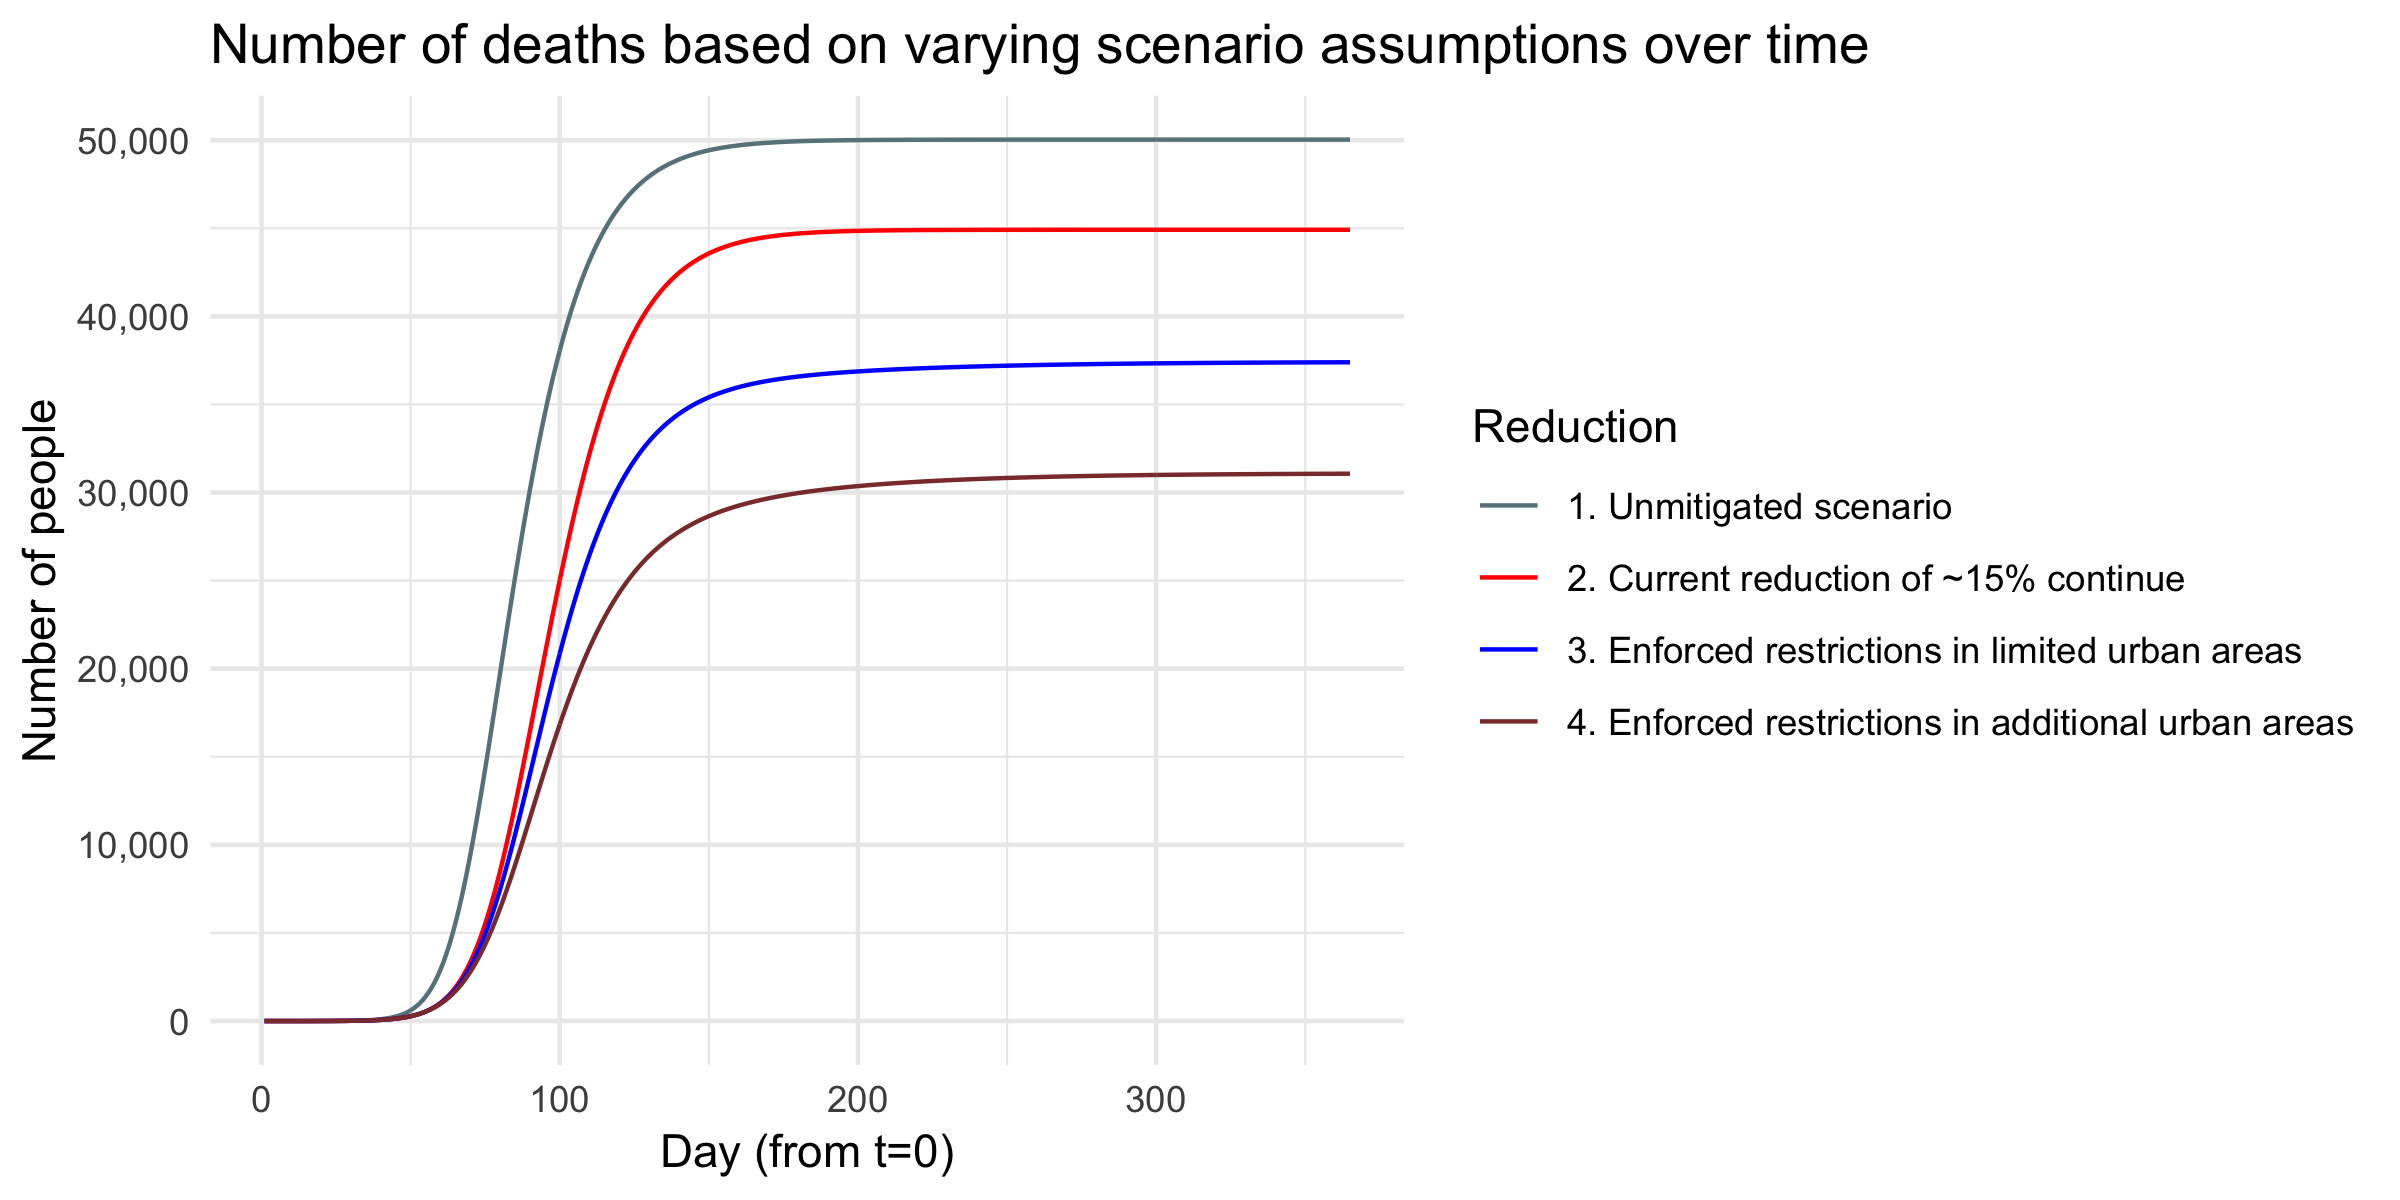 Number of deaths based on varying scenario assumptions over time
Number of people
50,000
40,000
30,000
20,000
10,000
0
0 100 200 300
Day (from t=0)
Reduction
1. Unmitigated scenario
2. Current reduction of ~15% continue
3. Enforced restrictions in limited urban areas
4. Enforced restrictions in additional urban areas